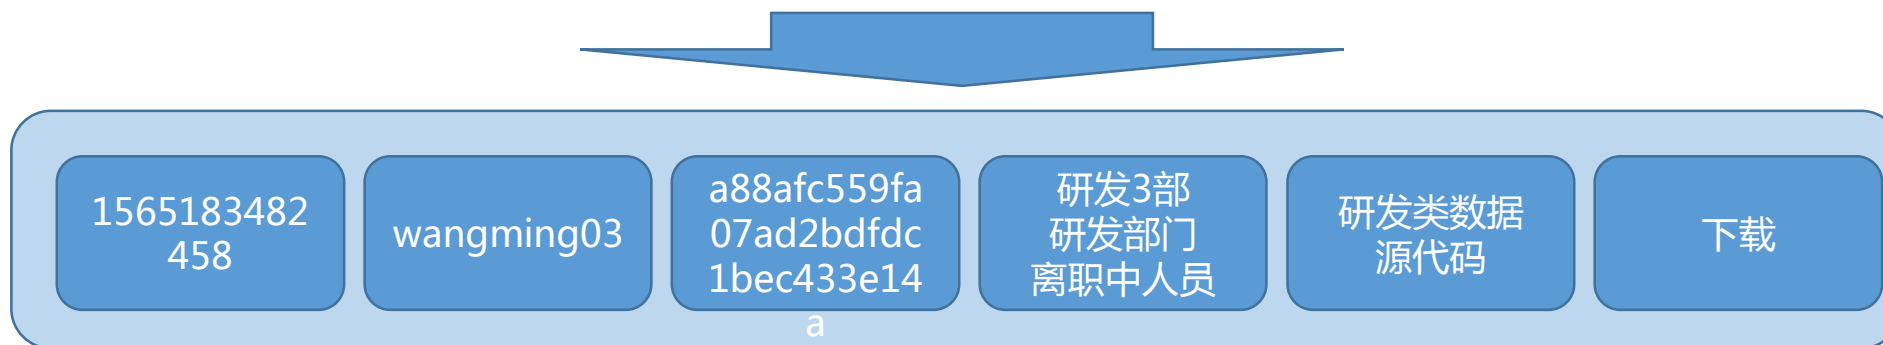 1565183482
458
wangming03
a88afc559fa
07ad2bdfdc
1bec433e14
a
研发3部
研发部门
离职中人员
研发类数据
源代码
下载